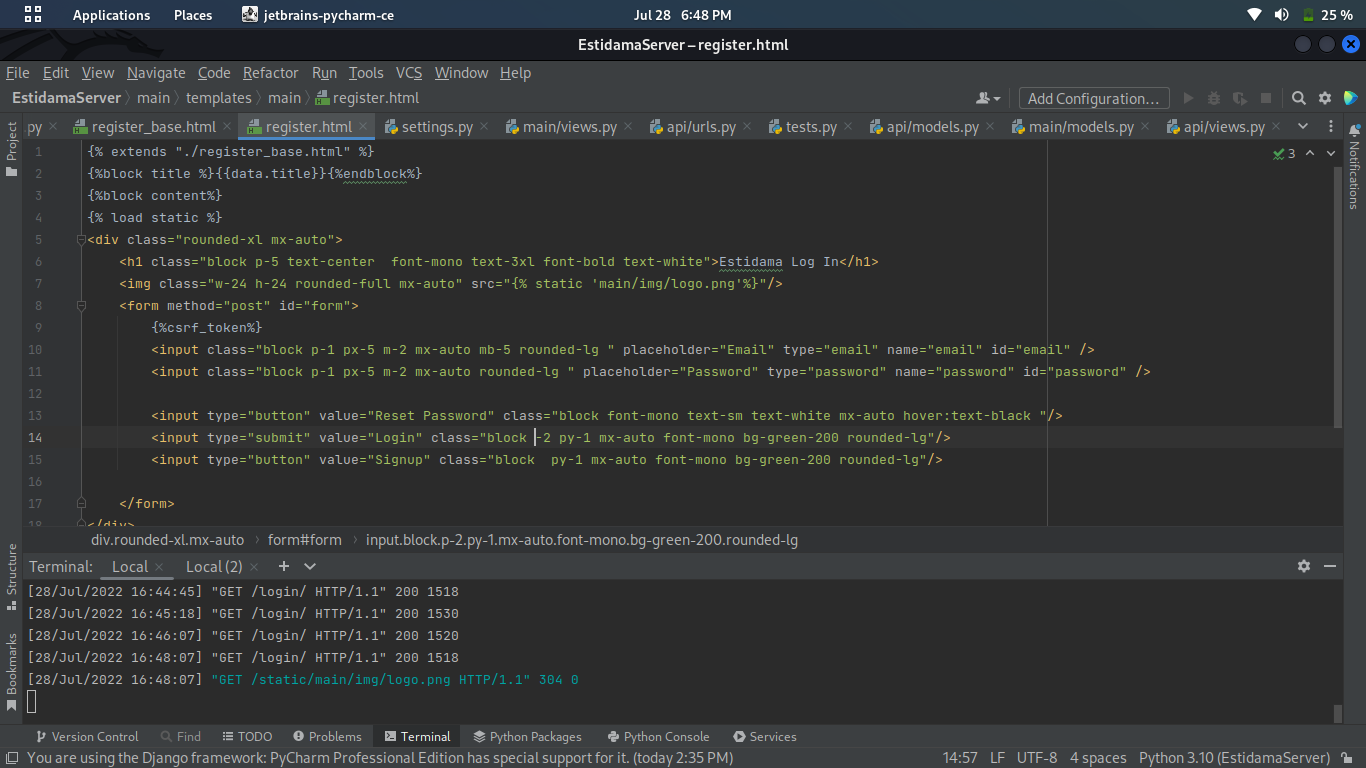 Applications Places jetbrains-pycharm-ce Jul 28 6:48 PM 25 %
EstidamaServer – register.html
File Edit View Navigate Code Refactor Run Tools VCS Window Help
EstidamaServer main templates main register.html Add Configuration...
py register_base.html register.html settings.py main/views.py api/urls.py tests.py api/models.py main/models.py api/views.py
Project
Notifications
3
1 {% extends "./register_base.html" %}
2 {%block title %}{{data.title}}{%endblock%}
3 {%block content%}
4 {% load static %}
5 <div class="rounded-xl mx-auto">
6 <h1 class="block p-5 text-center  font-mono text-3xl font-bold text-white">Estidama Log In</h1>
7 <img class="w-24 h-24 rounded-full mx-auto" src="{% static 'main/img/logo.png'%}"/>
8 <form method="post" id="form">
9 {%csrf_token%}
10 <input class="block p-1 px-5 m-2 mx-auto mb-5 rounded-lg " placeholder="Email" type="email" name="email" id="email" />
11 <input class="block p-1 px-5 m-2 mx-auto rounded-lg " placeholder="Password" type="password" name="password" id="password" />
12
13 <input type="button" value="Reset Password" class="block font-mono text-sm text-white mx-auto hover:text-black "/>
14 <input type="submit" value="Login" class="block -2 py-1 mx-auto font-mono bg-green-200 rounded-lg"/>
15 <input type="button" value="Signup" class="block  py-1 mx-auto font-mono bg-green-200 rounded-lg"/>
16
17 </form>
18 </div>
div.rounded-xl.mx-auto form#form input.block.p-2.py-1.mx-auto.font-mono.bg-green-200.rounded-lg
Structure
Bookmarks
Terminal: Local Local (2)
[28/Jul/2022 16:44:45] "GET /login/ HTTP/1.1" 200 1518
[28/Jul/2022 16:45:18] "GET /login/ HTTP/1.1" 200 1530
[28/Jul/2022 16:46:07] "GET /login/ HTTP/1.1" 200 1520
[28/Jul/2022 16:48:07] "GET /login/ HTTP/1.1" 200 1518
[28/Jul/2022 16:48:07] "GET /static/main/img/logo.png HTTP/1.1" 304 0
Version Control Find TODO Problems Terminal Python Packages Python Console Services
You are using the Django framework: PyCharm Professional Edition has special support for it. (today 2:35 PM) 14:57 LF UTF-8 4 spaces Python 3.10 (EstidamaServer)